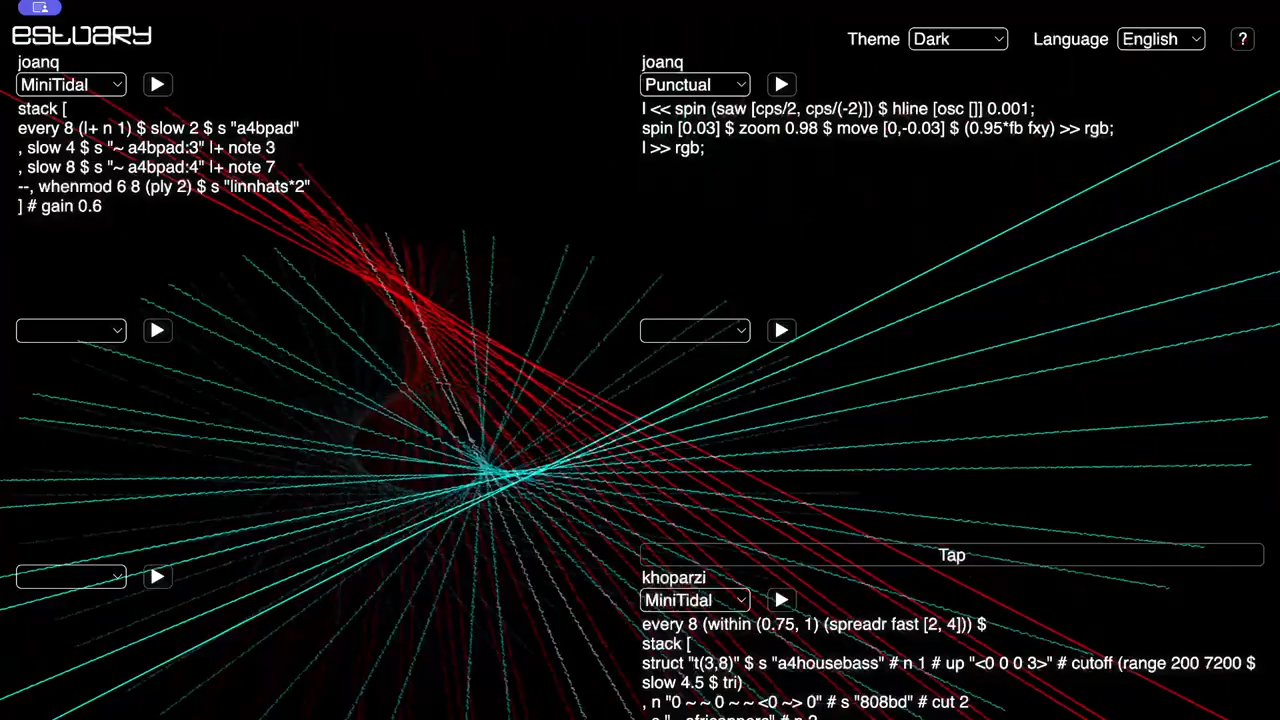 estuary
Theme Dark Language English ?
joanq
MiniTidal
stack [
every 8 (|+ n 1) $ slow 2 $ s "a4bpad"
, slow 4 $ s "~ a4bpad:3" |+ note 3
, slow 8 $ s "~ a4bpad:4" |+ note 7
--, whenmod 6 8 (ply 2) $ s "linnhats*2"
] # gain 0.6
joanq
Punctual
l << spin (saw [cps/2, cps/(-2)]) $ hline [osc []] 0.001;
spin [0.03] $ zoom 0.98 $ move [0,-0.03] $ (0.95*fb fxy) >> rgb;
l >> rgb;
Tap
khoparzi
MiniTidal
every 8 (within (0.75, 1) (spreadr fast [2, 4])) $
stack [
struct "t(3,8)" $ s "a4housebass" # n 1 # up "<0 0 0 3>" # cutoff (range 200 7200 $
slow 4.5 $ tri)
, n "0 ~ ~ 0 ~ ~ <0 ~> 0" # s "808bd" # cut 2